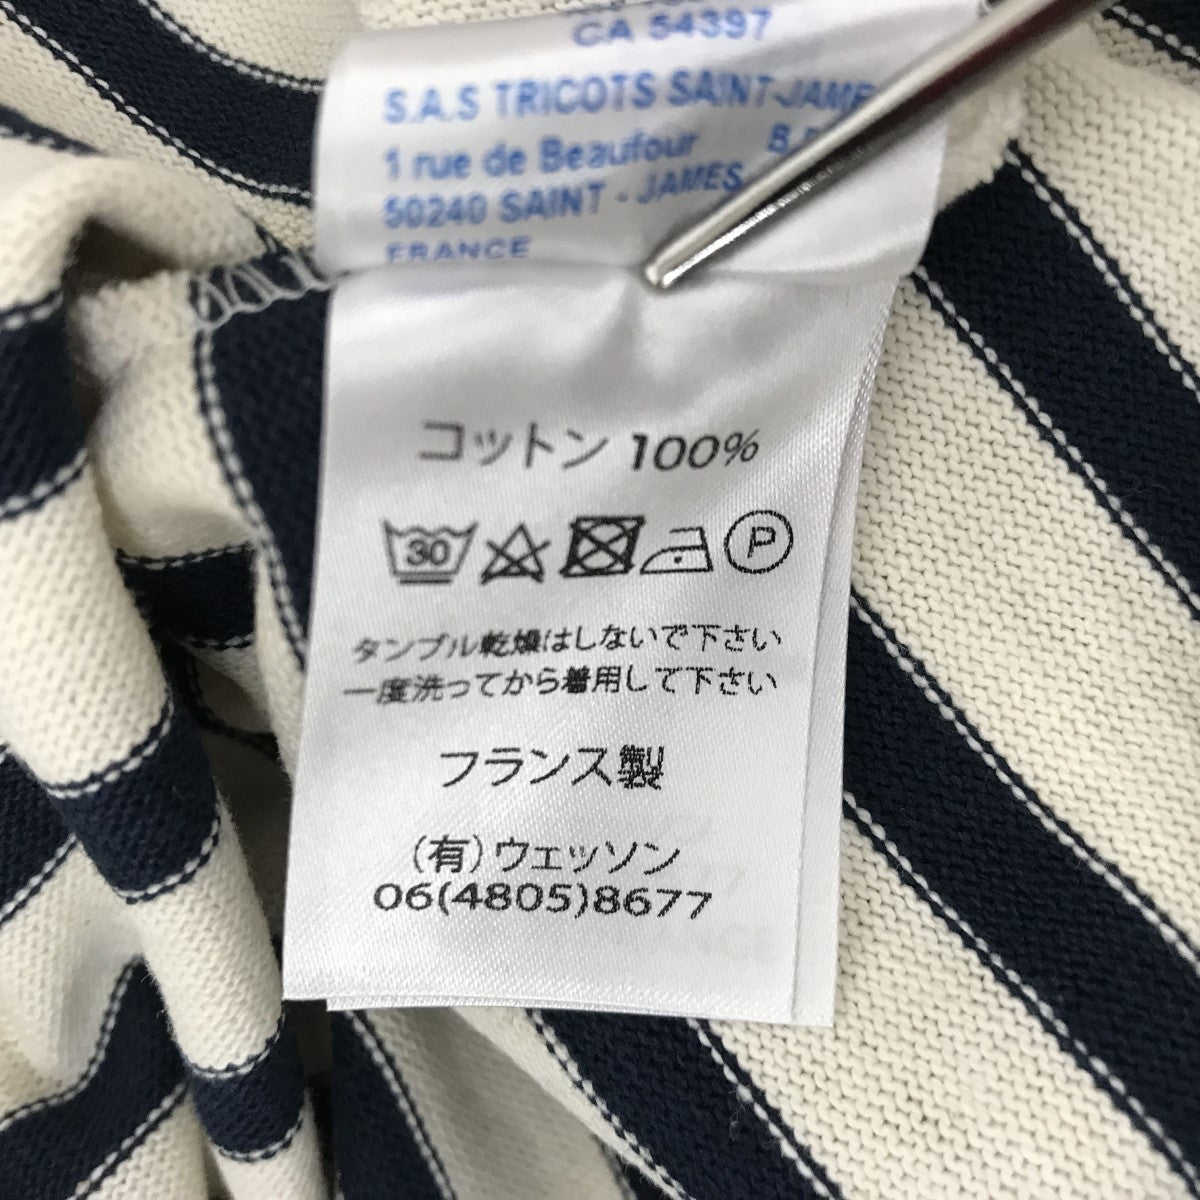 CA 54397
S.A.S TRICOTS SAINT-JAMES
1 rue de Beaufour B.P
50240 SAINT - JAMES
FRANCE
コットン 100%
30 P
タンブル乾燥はしないで下さい
一度洗ってから着用して下さい
フランス製
(有)ウェッソン
06(4805)8677